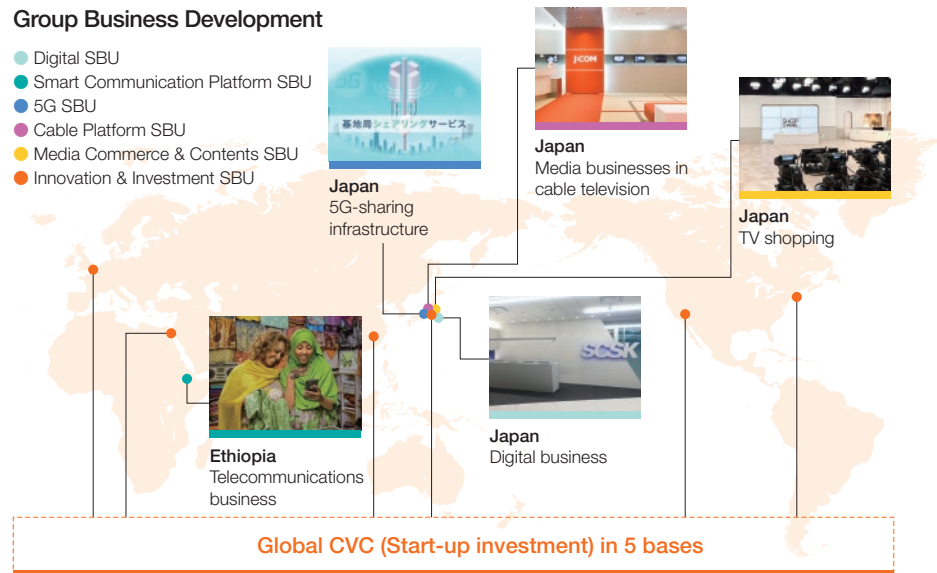 Group Business Development
Digital SBU
Smart Communication Platform SBU
5G SBU
Cable Platform SBU
Media Commerce & Contents SBU
Innovation & Investment SBU
5G
基地局シェアリングサービス
Japan
5G-sharing
infrastructure
J:COM
Japan
Media businesses in
cable television
Japan
TV shopping
SCSK
Japan
Digital business
Ethiopia
Telecommunications
business
Global CVC (Start-up investment) in 5 bases